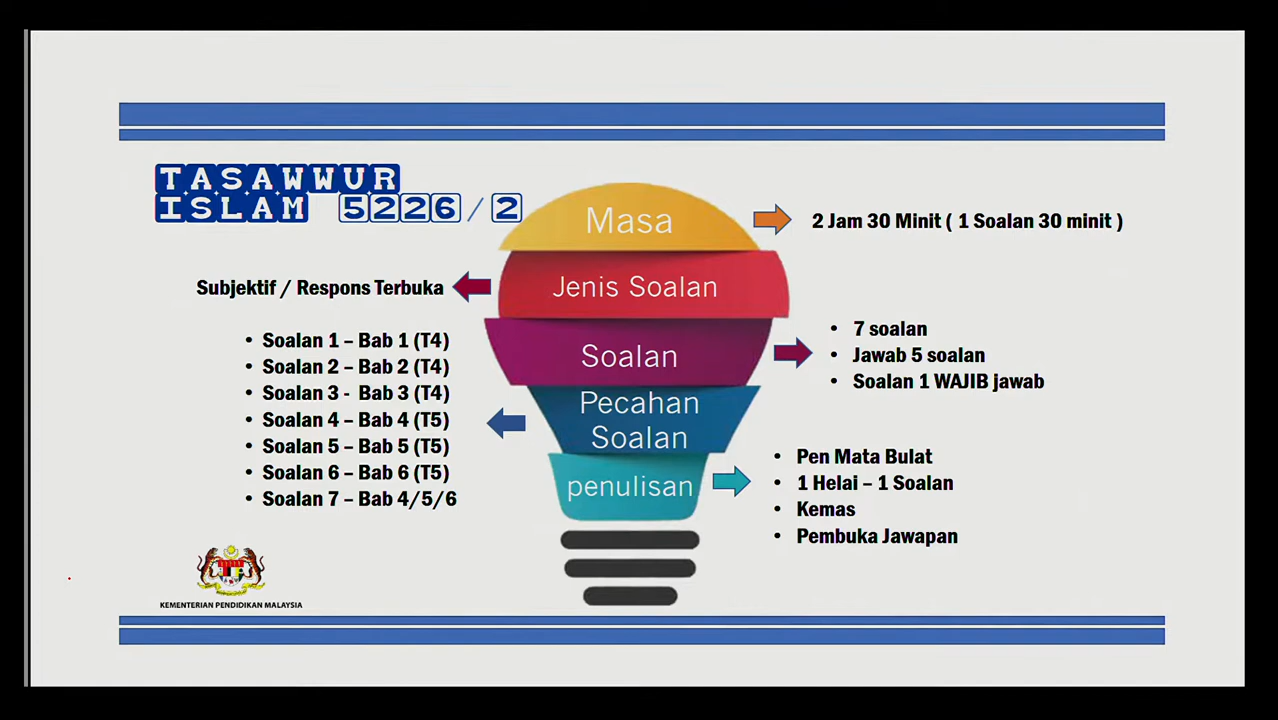 TASAWWUR
ISLAM 5226/2
Masa
2 Jam 30 Minit ( 1 Soalan 30 minit )
Jenis Soalan
Subjektif / Respons Terbuka
Soalan
• 7 soalan
• Jawab 5 soalan
• Soalan 1 WAJIB jawab
Pecahan
Soalan
• Soalan 1 – Bab 1 (T4)
• Soalan 2 – Bab 2 (T4)
• Soalan 3 - Bab 3 (T4)
• Soalan 4 – Bab 4 (T5)
• Soalan 5 – Bab 5 (T5)
• Soalan 6 – Bab 6 (T5)
• Soalan 7 – Bab 4/5/6
penulisan
• Pen Mata Bulat
• 1 Helai – 1 Soalan
• Kemas
• Pembuka Jawapan
KEMENTERIAN PENDIDIKAN MALAYSIA